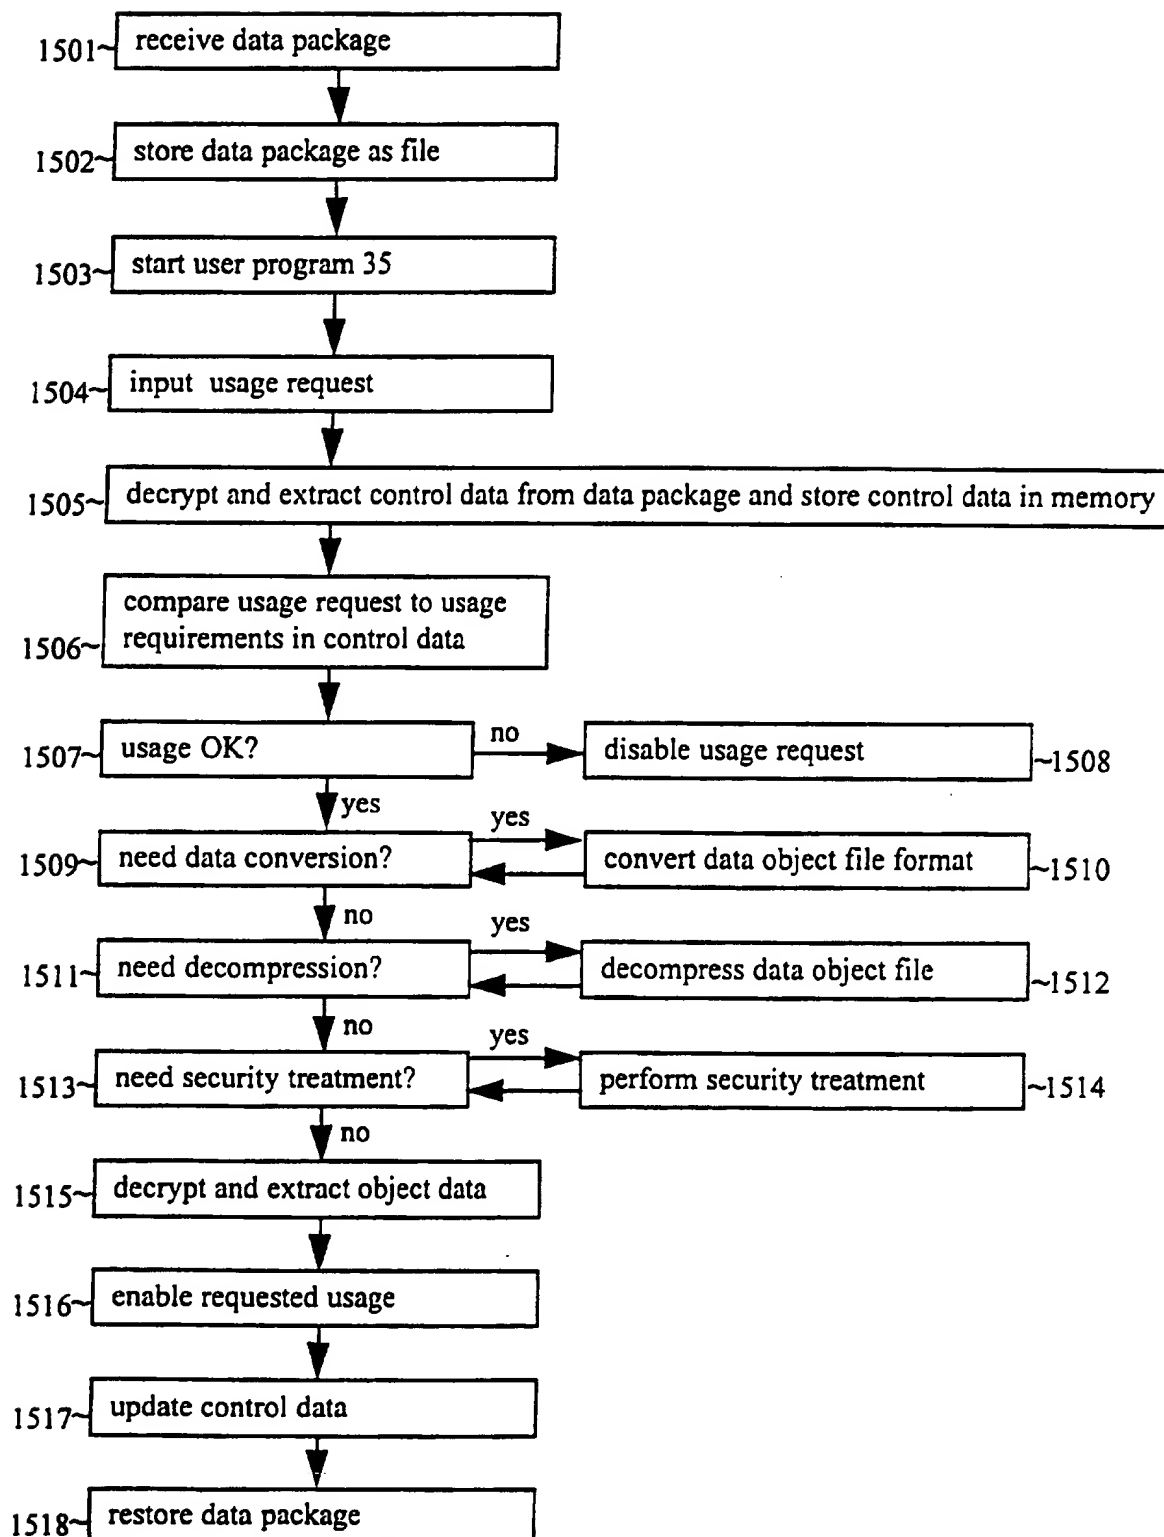 1501~ receive data package
1502~ store data package as file
1503~ start user program 35
1504~ input usage request
1505~ decrypt and extract control data from data package and store control data in memory
compare usage request to usage
1506~ requirements in control data
1507~ usage OK? no disable usage request ~1508
yes
yes
1509~ need data conversion? convert data object file format ~1510
no
yes
1511~ need decompression? decompress data object file ~1512
no
yes
1513~ need security treatment? perform security treatment ~1514
no
1515~ decrypt and extract object data
1516~ enable requested usage
1517~ update control data
1518~ restore data package